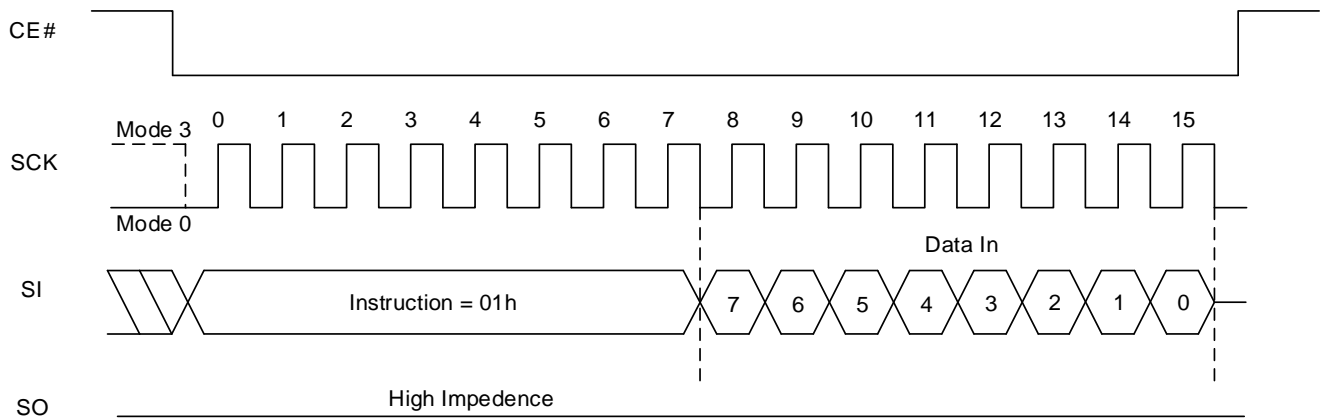 CE#
0 1 2 3 4 5 6 7 8 9 10 11 12 13 14 15
Mode 3
SCK
Mode 0
Data In
SI
Instruction = 01h
7 6 5 4 3 2 1 0
High Impedence
SO